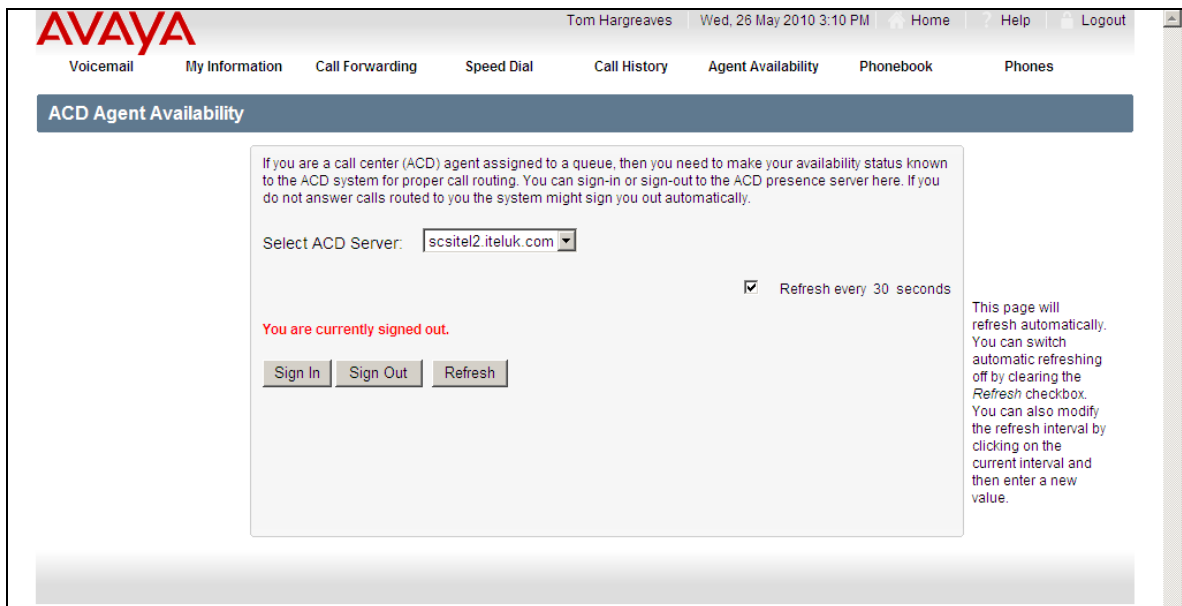 AVAYA
Tom Hargreaves Wed, 26 May 2010 3:10 PM Home ? Help Logout
Voicemail My Information Call Forwarding Speed Dial Call History Agent Availability Phonebook Phones
ACD Agent Availability
If you are a call center (ACD) agent assigned to a queue, then you need to make your availability status known
to the ACD system for proper call routing. You can sign-in or sign-out to the ACD presence server here. If you
do not answer calls routed to you the system might sign you out automatically.
Select ACD Server: scsitel2.iteluk.com
Refresh every 30 seconds
You are currently signed out.
Sign In Sign Out Refresh
This page will
refresh automatically.
You can switch
automatic refreshing
off by clearing the
Refresh checkbox.
You can also modify
the refresh interval by
clicking on the
current interval and
then enter a new
value.